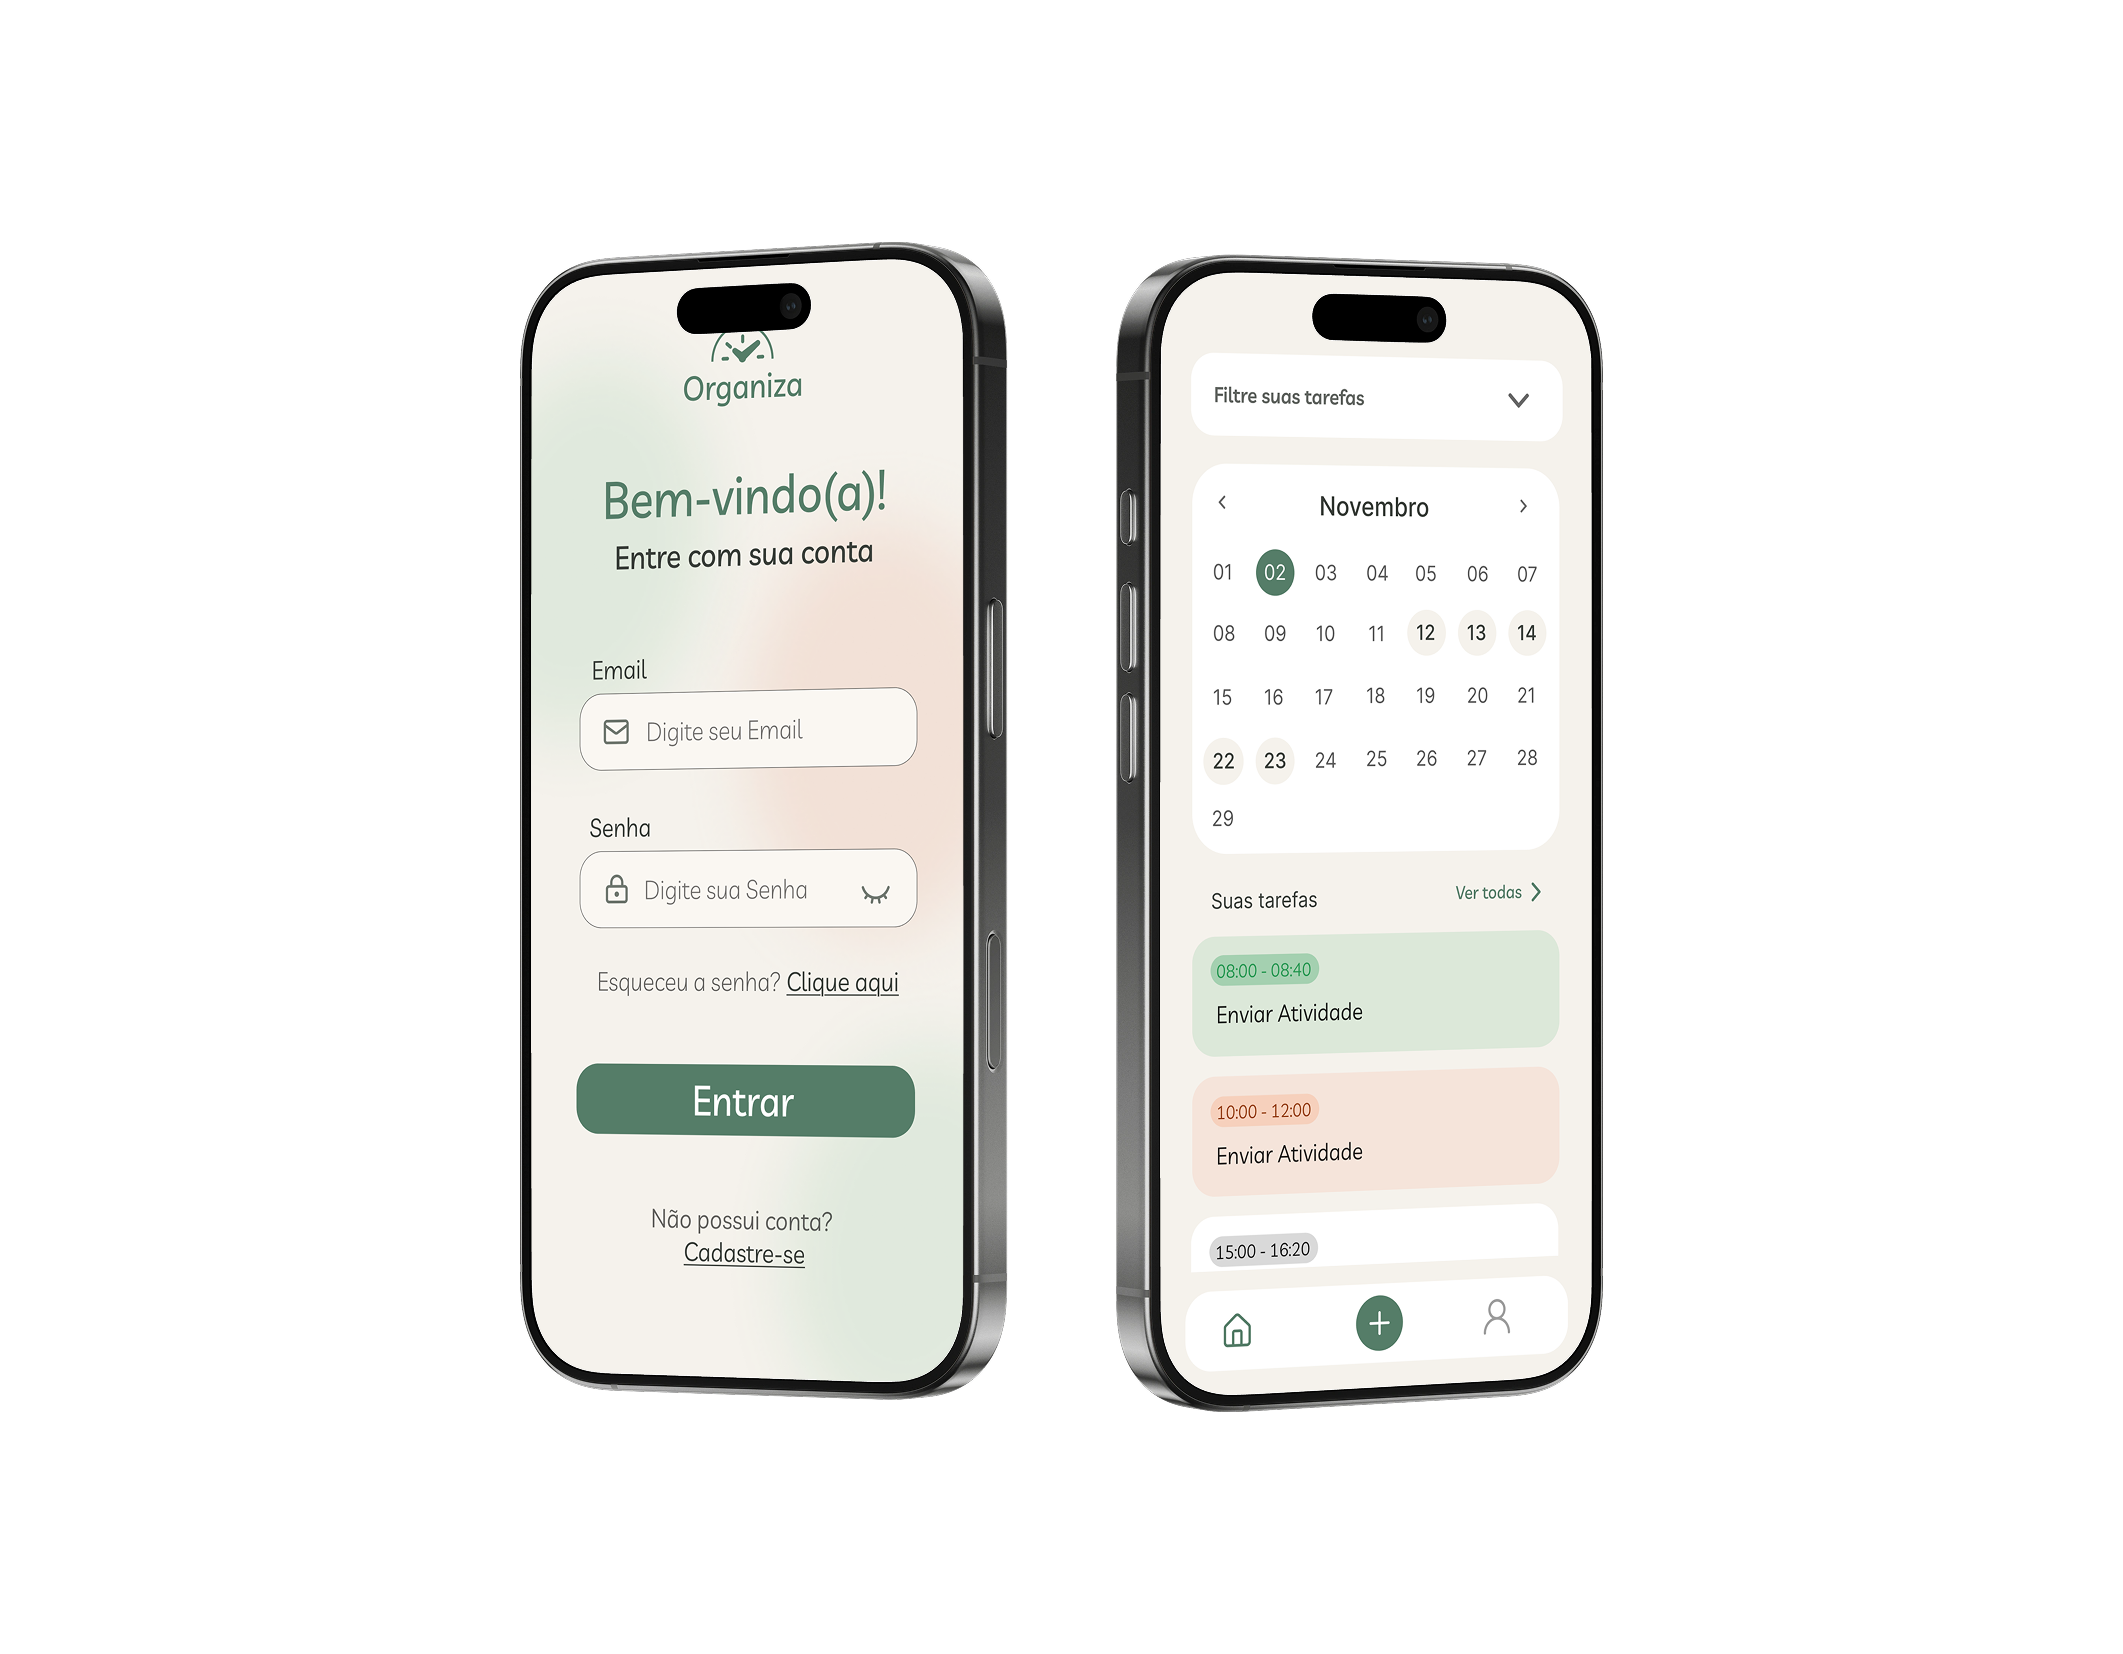 Organiza
Bem-vindo(a)!
Entre com sua conta
Email
Digite seu Email
Senha
Digite sua Senha
Esqueceu a senha? Clique aqui
Entrar
Não possui conta?
Cadastre-se
Filtre suas tarefas
Novembro
01 02 03 04 05 06 07
08 09 10 11 12 13 14
15 16 17 18 19 20 21
22 23 24 25 26 27 28
29
Suas tarefas Ver todas
08:00 - 08:40
Enviar Atividade
10:00 - 12:00
Enviar Atividade
15:00 - 16:20